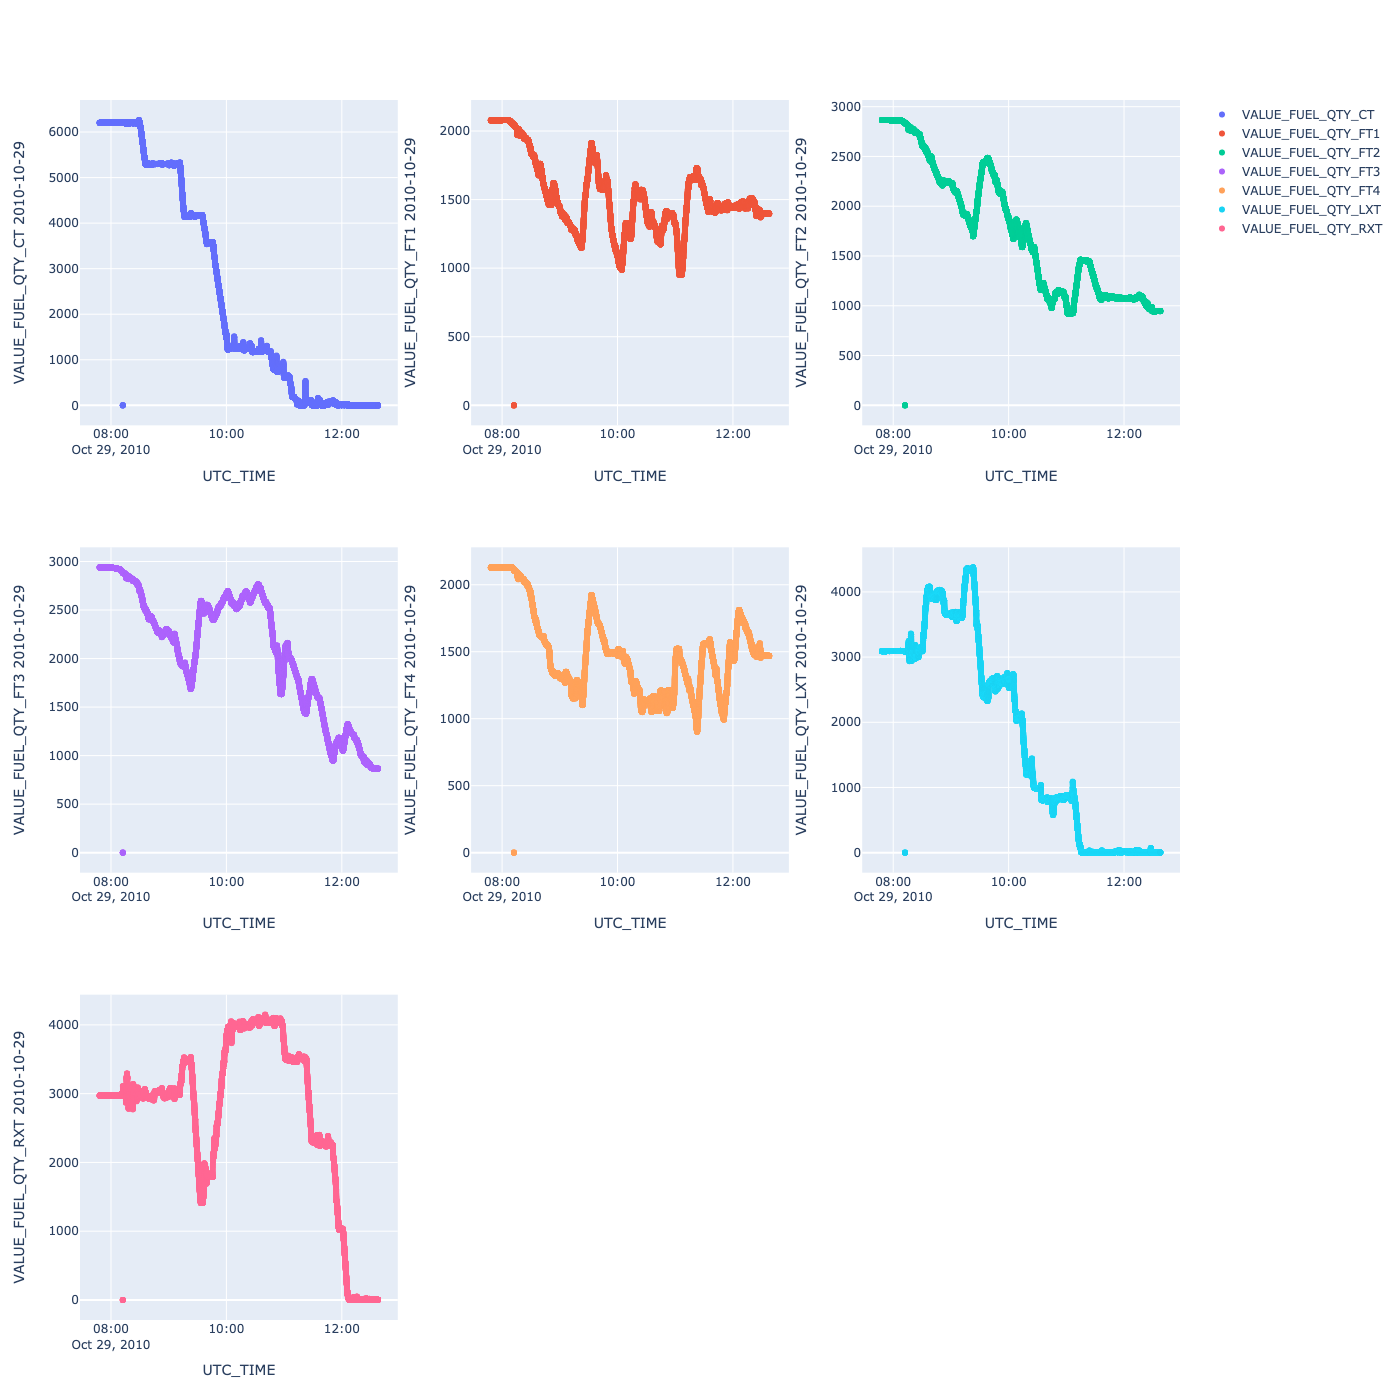 VALUE_FUEL_QTY_CT 2010-10-29
6000
5000
4000
3000
2000
1000
0
08:00
Oct 29, 2010
10:00
12:00
UTC_TIME
VALUE_FUEL_QTY_FT1 2010-10-29
2000
1500
1000
500
0
08:00
Oct 29, 2010
10:00
12:00
UTC_TIME
VALUE_FUEL_QTY_FT2 2010-10-29
3000
2500
2000
1500
1000
500
0
08:00
Oct 29, 2010
10:00
12:00
UTC_TIME
VALUE_FUEL_QTY_CT
VALUE_FUEL_QTY_FT1
VALUE_FUEL_QTY_FT2
VALUE_FUEL_QTY_FT3
VALUE_FUEL_QTY_FT4
VALUE_FUEL_QTY_LXT
VALUE_FUEL_QTY_RXT
VALUE_FUEL_QTY_FT3 2010-10-29
3000
2500
2000
1500
1000
500
0
08:00
Oct 29, 2010
10:00
12:00
UTC_TIME
VALUE_FUEL_QTY_FT4 2010-10-29
2000
1500
1000
500
0
08:00
Oct 29, 2010
10:00
12:00
UTC_TIME
VALUE_FUEL_QTY_LXT 2010-10-29
4000
3000
2000
1000
0
08:00
Oct 29, 2010
10:00
12:00
UTC_TIME
VALUE_FUEL_QTY_RXT 2010-10-29
4000
3000
2000
1000
0
08:00
Oct 29, 2010
10:00
12:00
UTC_TIME